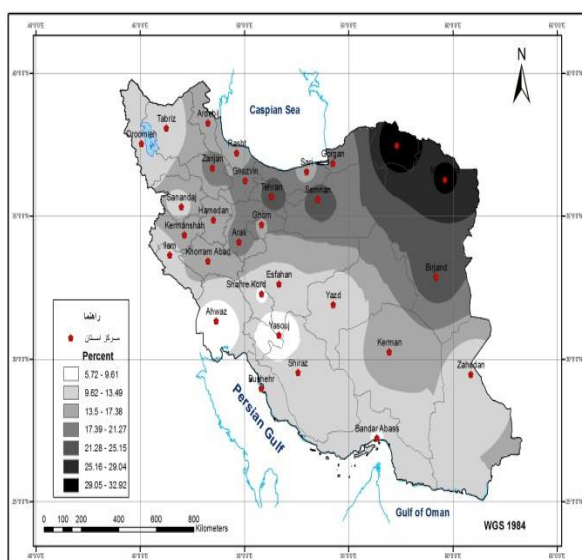 N
Caspian Sea
Ardebil
Tabriz
Oroomieh
Rasht
Gorgan
Sari
Zanjan
Ghazvin
Tehran
Semnan
Sanandaj
Hamedan
Ghom
Kermanshah
Arak
Ilam
Khorram Abad
Birjand
Esfahan
Shahre Kord
Yazd
Ahwaz
Yasouj
Kerman
Shiraz
Zahedan
Bushehr
Bandar Abass
Persian Gulf
Gulf of Oman
راهنما
مرکز استان
Percent
5.72 - 9.61
9.62 - 13.49
13.5 - 17.38
17.39 - 21.27
21.28 - 25.15
25.16 - 29.04
29.05 - 32.92
0 100 200 400 600 800
Kilometers
WGS 1984